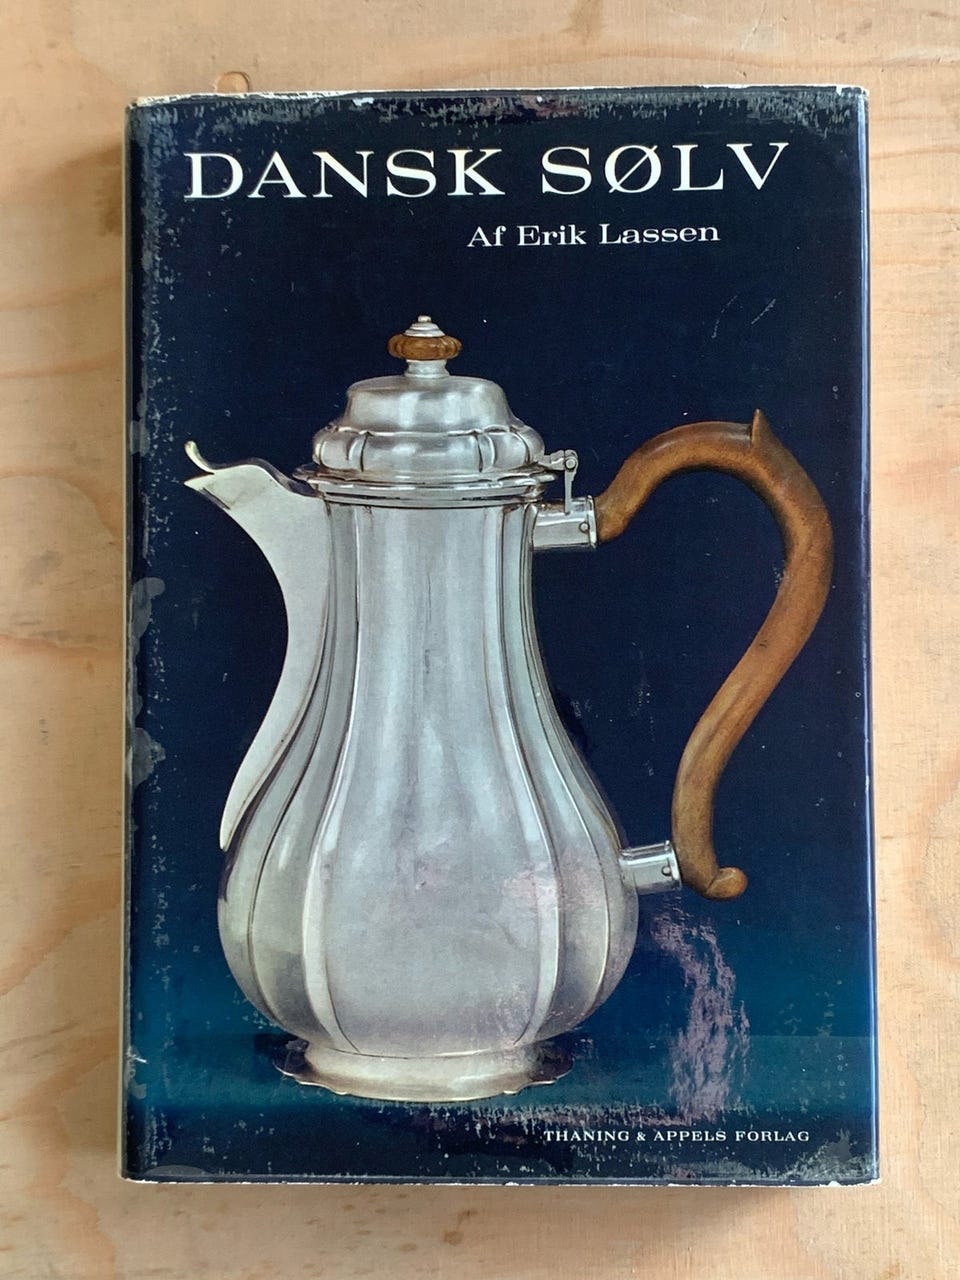 DANSK SØLV
Af Erik Lassen
THANING & APPELS FORLAG